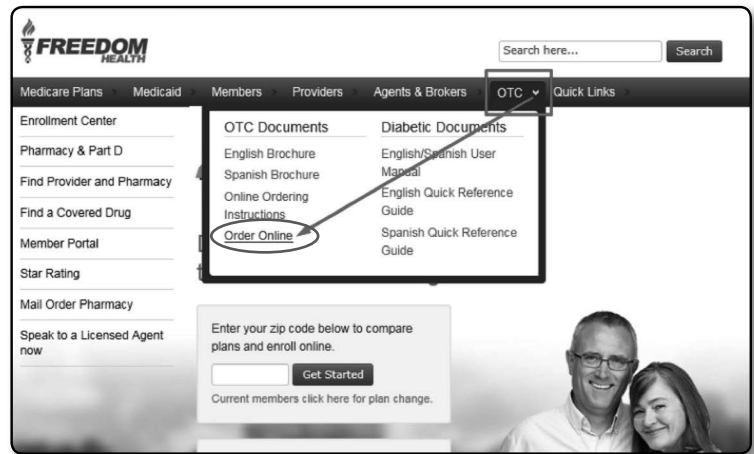 FREEDOM
HEALTH
Search here...
Search
Medicare Plans
Medicaid
Members
Providers
Agents & Brokers
OTC
Quick Links
Enrollment Center
Pharmacy & Part D
Find Provider and Pharmacy
Find a Covered Drug
Member Portal
Star Rating
Mail Order Pharmacy
Speak to a Licensed Agent
now
OTC Documents
English Brochure
Spanish Brochure
Online Ordering
Instructions
Order Online
Diabetic Documents
English/Spanish User
Manual
English Quick Reference
Guide
Spanish Quick Reference
Guide
Enter your zip code below to compare
plans and enroll online.
Get Started
Current members click here for plan change.